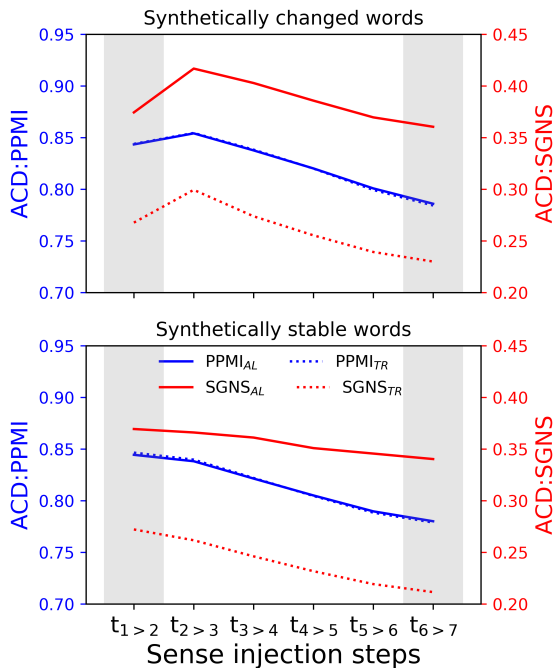 Synthetically changed words
0.95
0.90
0.85
0.80
0.75
0.70
ACD:PPMI
0.45
0.40
0.35
0.30
0.25
0.20
ACD:SGNS
Synthetically stable words
PPMI_AL PPMI_TR
SGNS_AL SGNS_TR
0.95
0.90
0.85
0.80
0.75
0.70
ACD:PPMI
0.45
0.40
0.35
0.30
0.25
0.20
ACD:SGNS
t_1>2 t_2>3 t_3>4 t_4>5 t_5>6 t_6>7
Sense injection steps